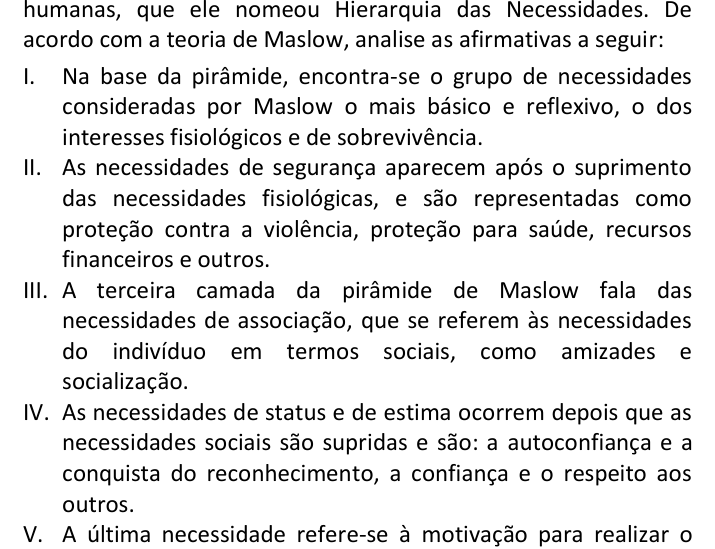 humanas, que ele nomeou Hierarquia das Necessidades. De
acordo com a teoria de Maslow, analise as afirmativas a seguir:
I. Na base da pirâmide, encontra-se o grupo de necessidades
consideradas por Maslow o mais básico e reflexivo, o dos
interesses fisiológicos e de sobrevivência.
II. As necessidades de segurança aparecem após o suprimento
das necessidades fisiológicas, e são representadas como
proteção contra a violência, proteção para saúde, recursos
financeiros e outros.
III. A terceira camada da pirâmide de Maslow fala das
necessidades de associação, que se referem às necessidades
do indivíduo em termos sociais, como amizades e
socialização.
IV. As necessidades de status e de estima ocorrem depois que as
necessidades sociais são supridas e são: a autoconfiança e a
conquista do reconhecimento, a confiança e o respeito aos
outros.
V. A última necessidade refere-se à motivação para realizar o